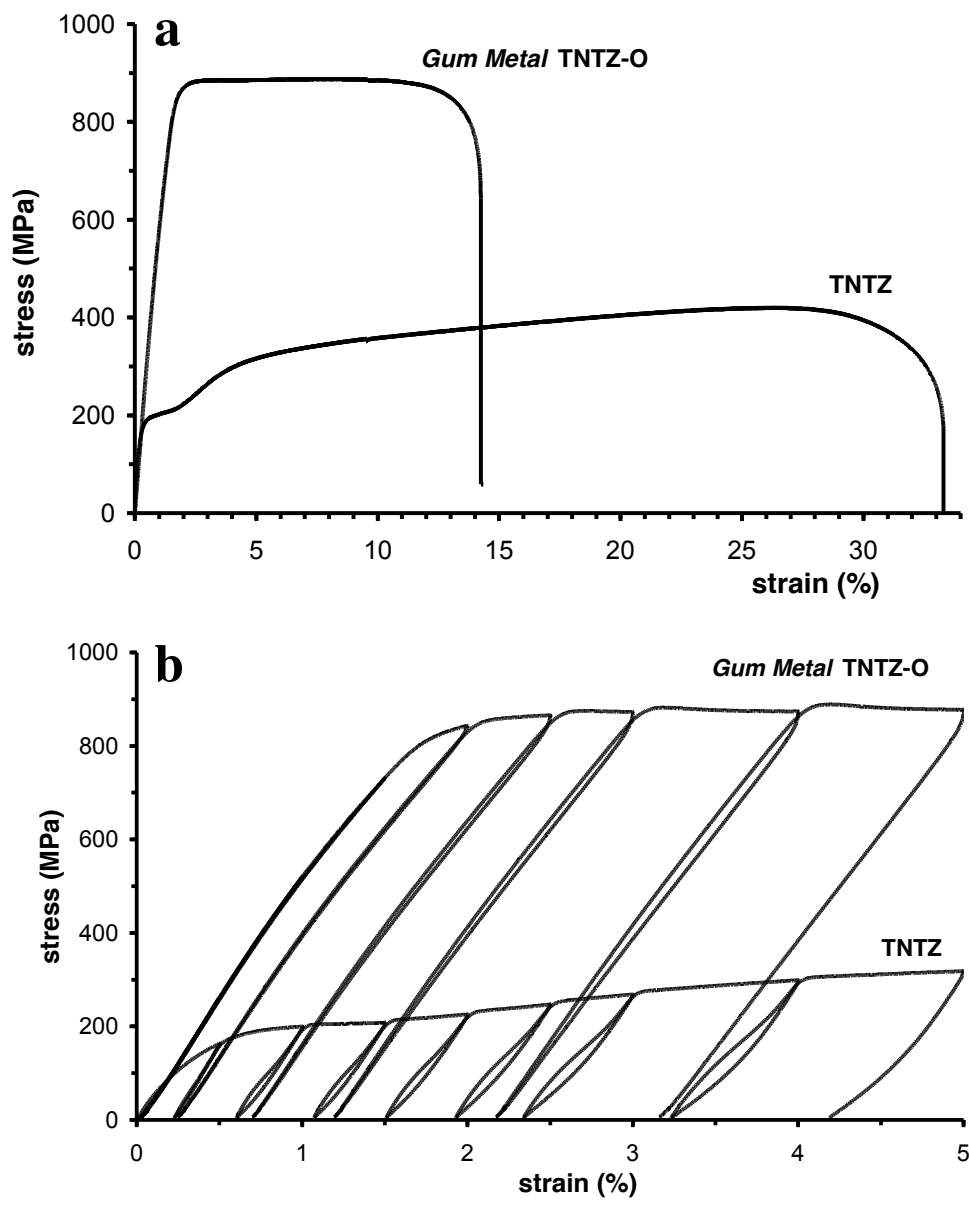 a
1000
Gum Metal TNTZ-O
800
600
TNTZ
400
200
0
stress (MPa)
0 5 10 15 20 25 30
strain (%)
b
1000
Gum Metal TNTZ-O
800
600
400
TNTZ
200
0
stress (MPa)
0 1 2 3 4 5
strain (%)